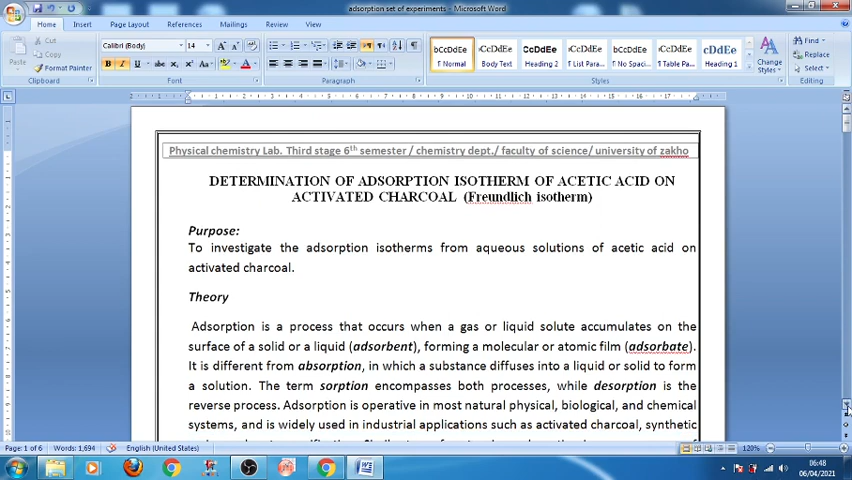 adsorption set of experiments - Microsoft Word
Home Insert Page Layout References Mailings Review View
Cut
Copy
Format Painter
Paste
Clipboard
Calibri (Body) 14
Font
Paragraph
bCcDdEe bCcDdEe bCcDdEe bCcDdEe bCcDdEe bCcDdEe cDdEe
¶ Normal Body Text Heading 2 ¶ List Para... ¶ No Spaci... ¶ Table Pa... Heading 1
Change Styles
Styles
Find
Replace
Select
Editing
Physical chemistry Lab. Third stage 6th semester / chemistry dept./ faculty of science/ university of zakho
DETERMINATION OF ADSORPTION ISOTHERM OF ACETIC ACID ON
ACTIVATED CHARCOAL (Freundlich isotherm)
Purpose:
To investigate the adsorption isotherms from aqueous solutions of acetic acid on
activated charcoal.
Theory
Adsorption is a process that occurs when a gas or liquid solute accumulates on the
surface of a solid or a liquid (adsorbent), forming a molecular or atomic film (adsorbate).
It is different from absorption, in which a substance diffuses into a liquid or solid to form
a solution. The term sorption encompasses both processes, while desorption is the
reverse process. Adsorption is operative in most natural physical, biological, and chemical
systems, and is widely used in industrial applications such as activated charcoal, synthetic
Page: 1 of 6 Words: 1,694 English (United States) 120%
06:48
06/04/2021